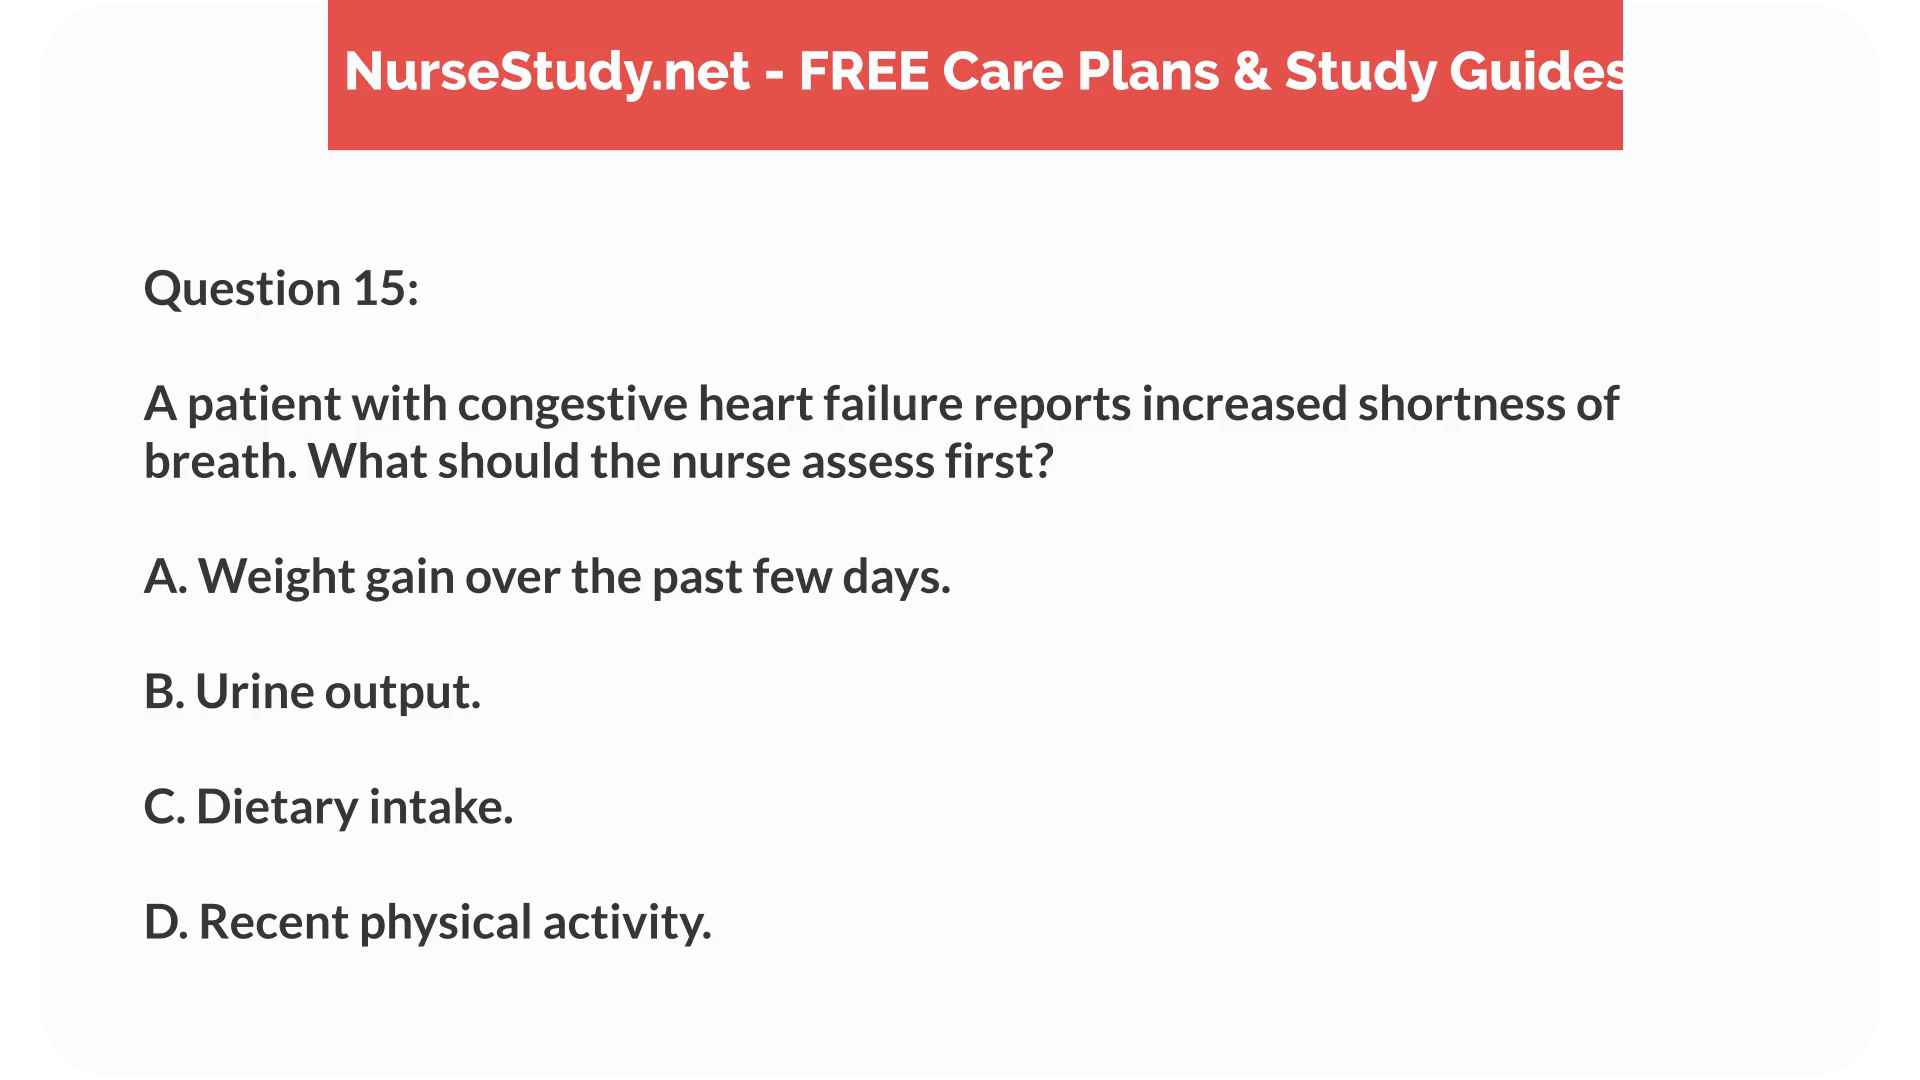 NurseStudy.net - FREE Care Plans & Study Guides
Question 15:
A patient with congestive heart failure reports increased shortness of
breath. What should the nurse assess first?
A. Weight gain over the past few days.
B. Urine output.
C. Dietary intake.
D. Recent physical activity.